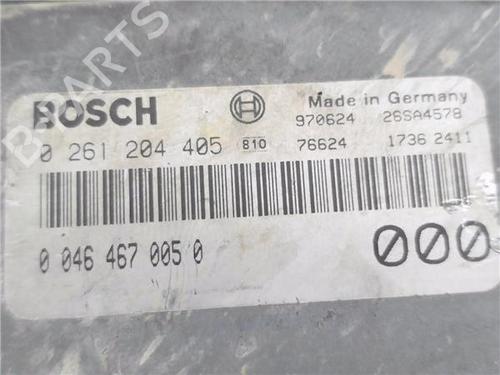 BOSCH Made in Germany
970624 26SA4578
0 261 204 405 B10 76624 1736 2411
0 046 467 005 0 000
PARTS